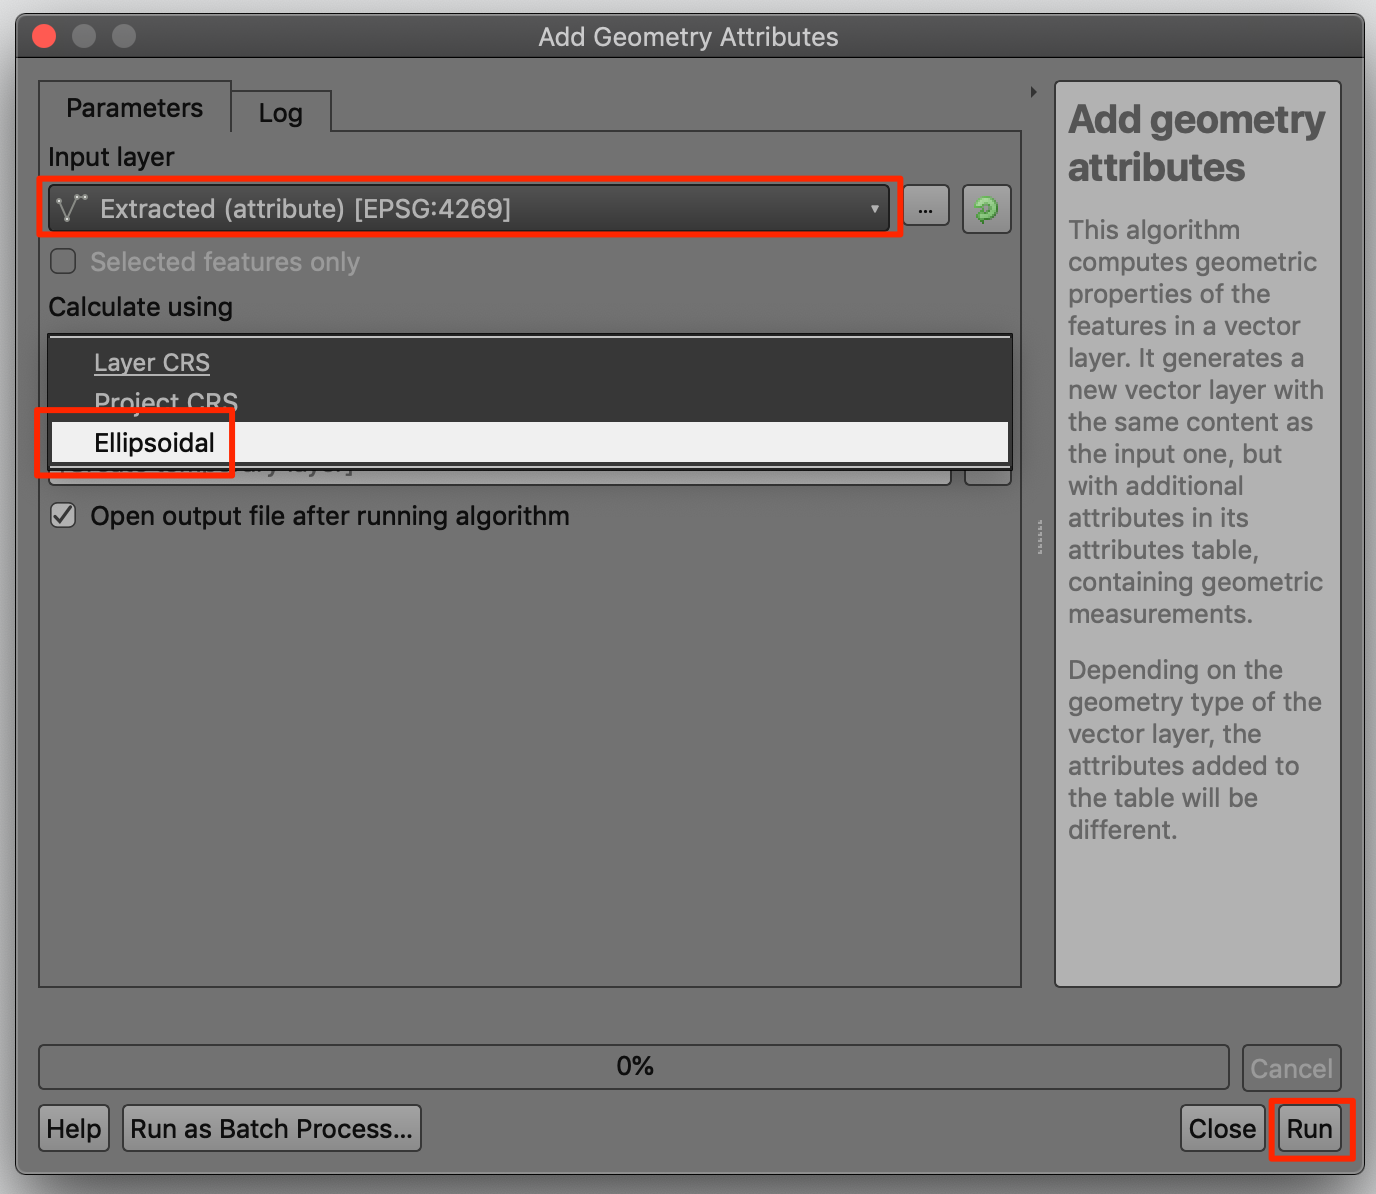 Add Geometry Attributes
Parameters
Log
Input layer
Extracted (attribute) [EPSG:4269]
...
Selected features only
Calculate using
Layer CRS
Project CRS
Ellipsoidal
Open output file after running algorithm
Add geometry
attributes
This algorithm
computes geometric
properties of the
features in a vector
layer. It generates a
new vector layer with
the same content as
the input one, but
with additional
attributes in its
attributes table,
containing geometric
measurements.
Depending on the
geometry type of the
vector layer, the
attributes added to
the table will be
different.
0%
Cancel
Help
Run as Batch Process...
Close
Run